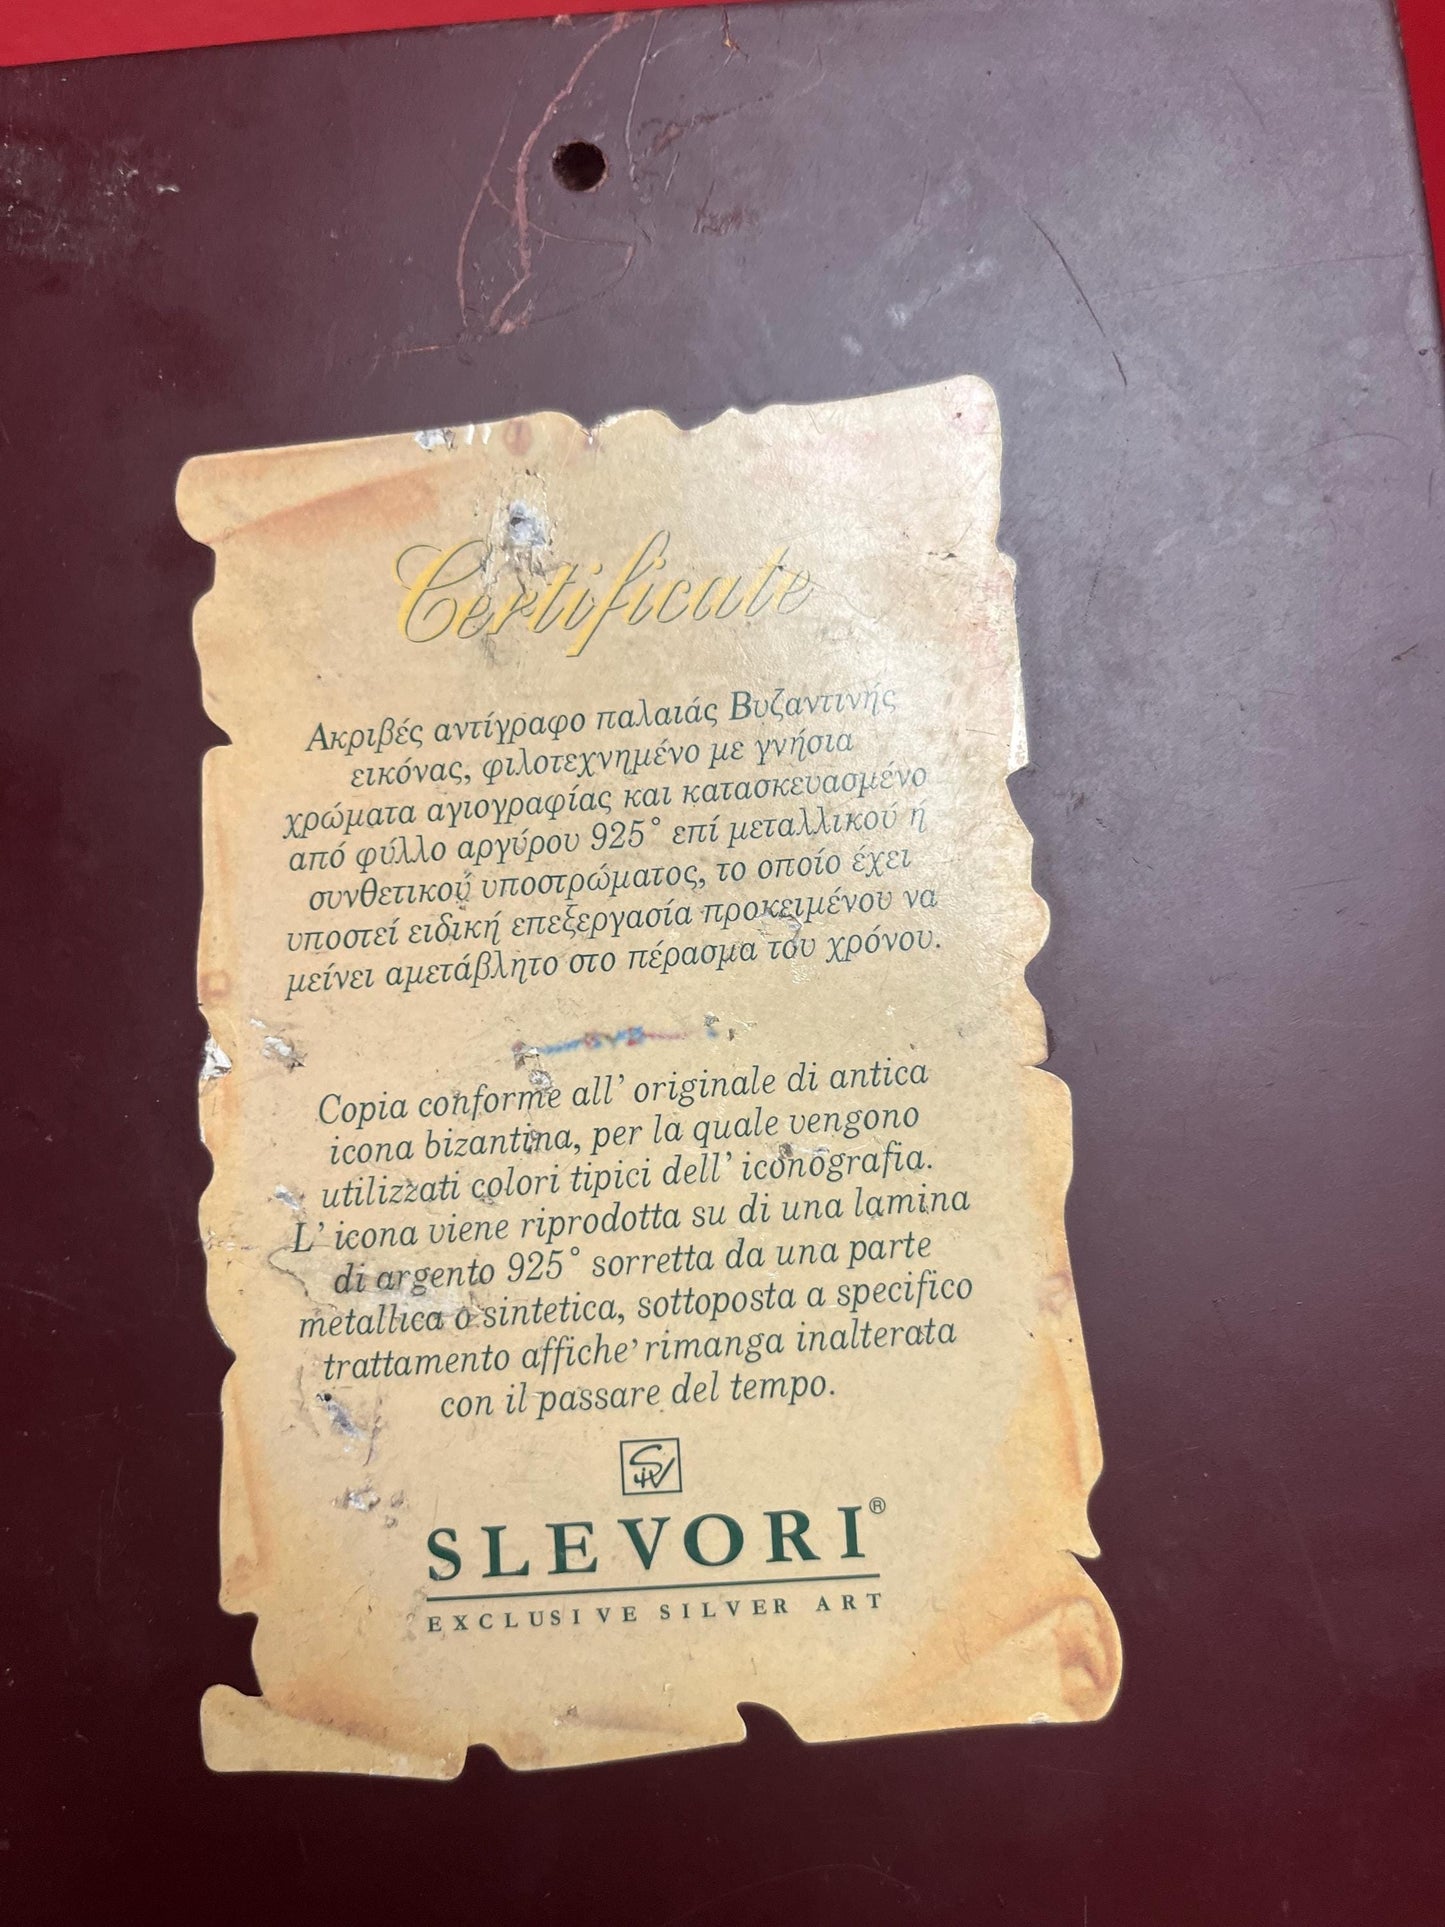 Certificate
Ακριβές αντίγραφο παλαιάς Βυζαντινής
εικόνας, φιλοτεχνημένο με γνήσια
χρώματα αγιογραφίας και κατασκευασμένο
από φύλλο αργύρου 925° επί μεταλλικού ή
συνθετικού υποστρώματος, το οποίο έχει
υποστεί ειδική επεξεργασία προκειμένου να
μείνει αμετάβλητο στο πέρασμα του χρόνου.
Copia conforme all' originale di antica
icona bizantina, per la quale vengono
utilizzati colori tipici dell' iconografia.
L' icona viene riprodotta su di una lamina
di argento 925° sorretta da una parte
metallica o sintetica, sottoposta a specifico
trattamento affiche' rimanga inalterata
con il passare del tempo.
SLEVORI®
EXCLUSIVE SILVER ART